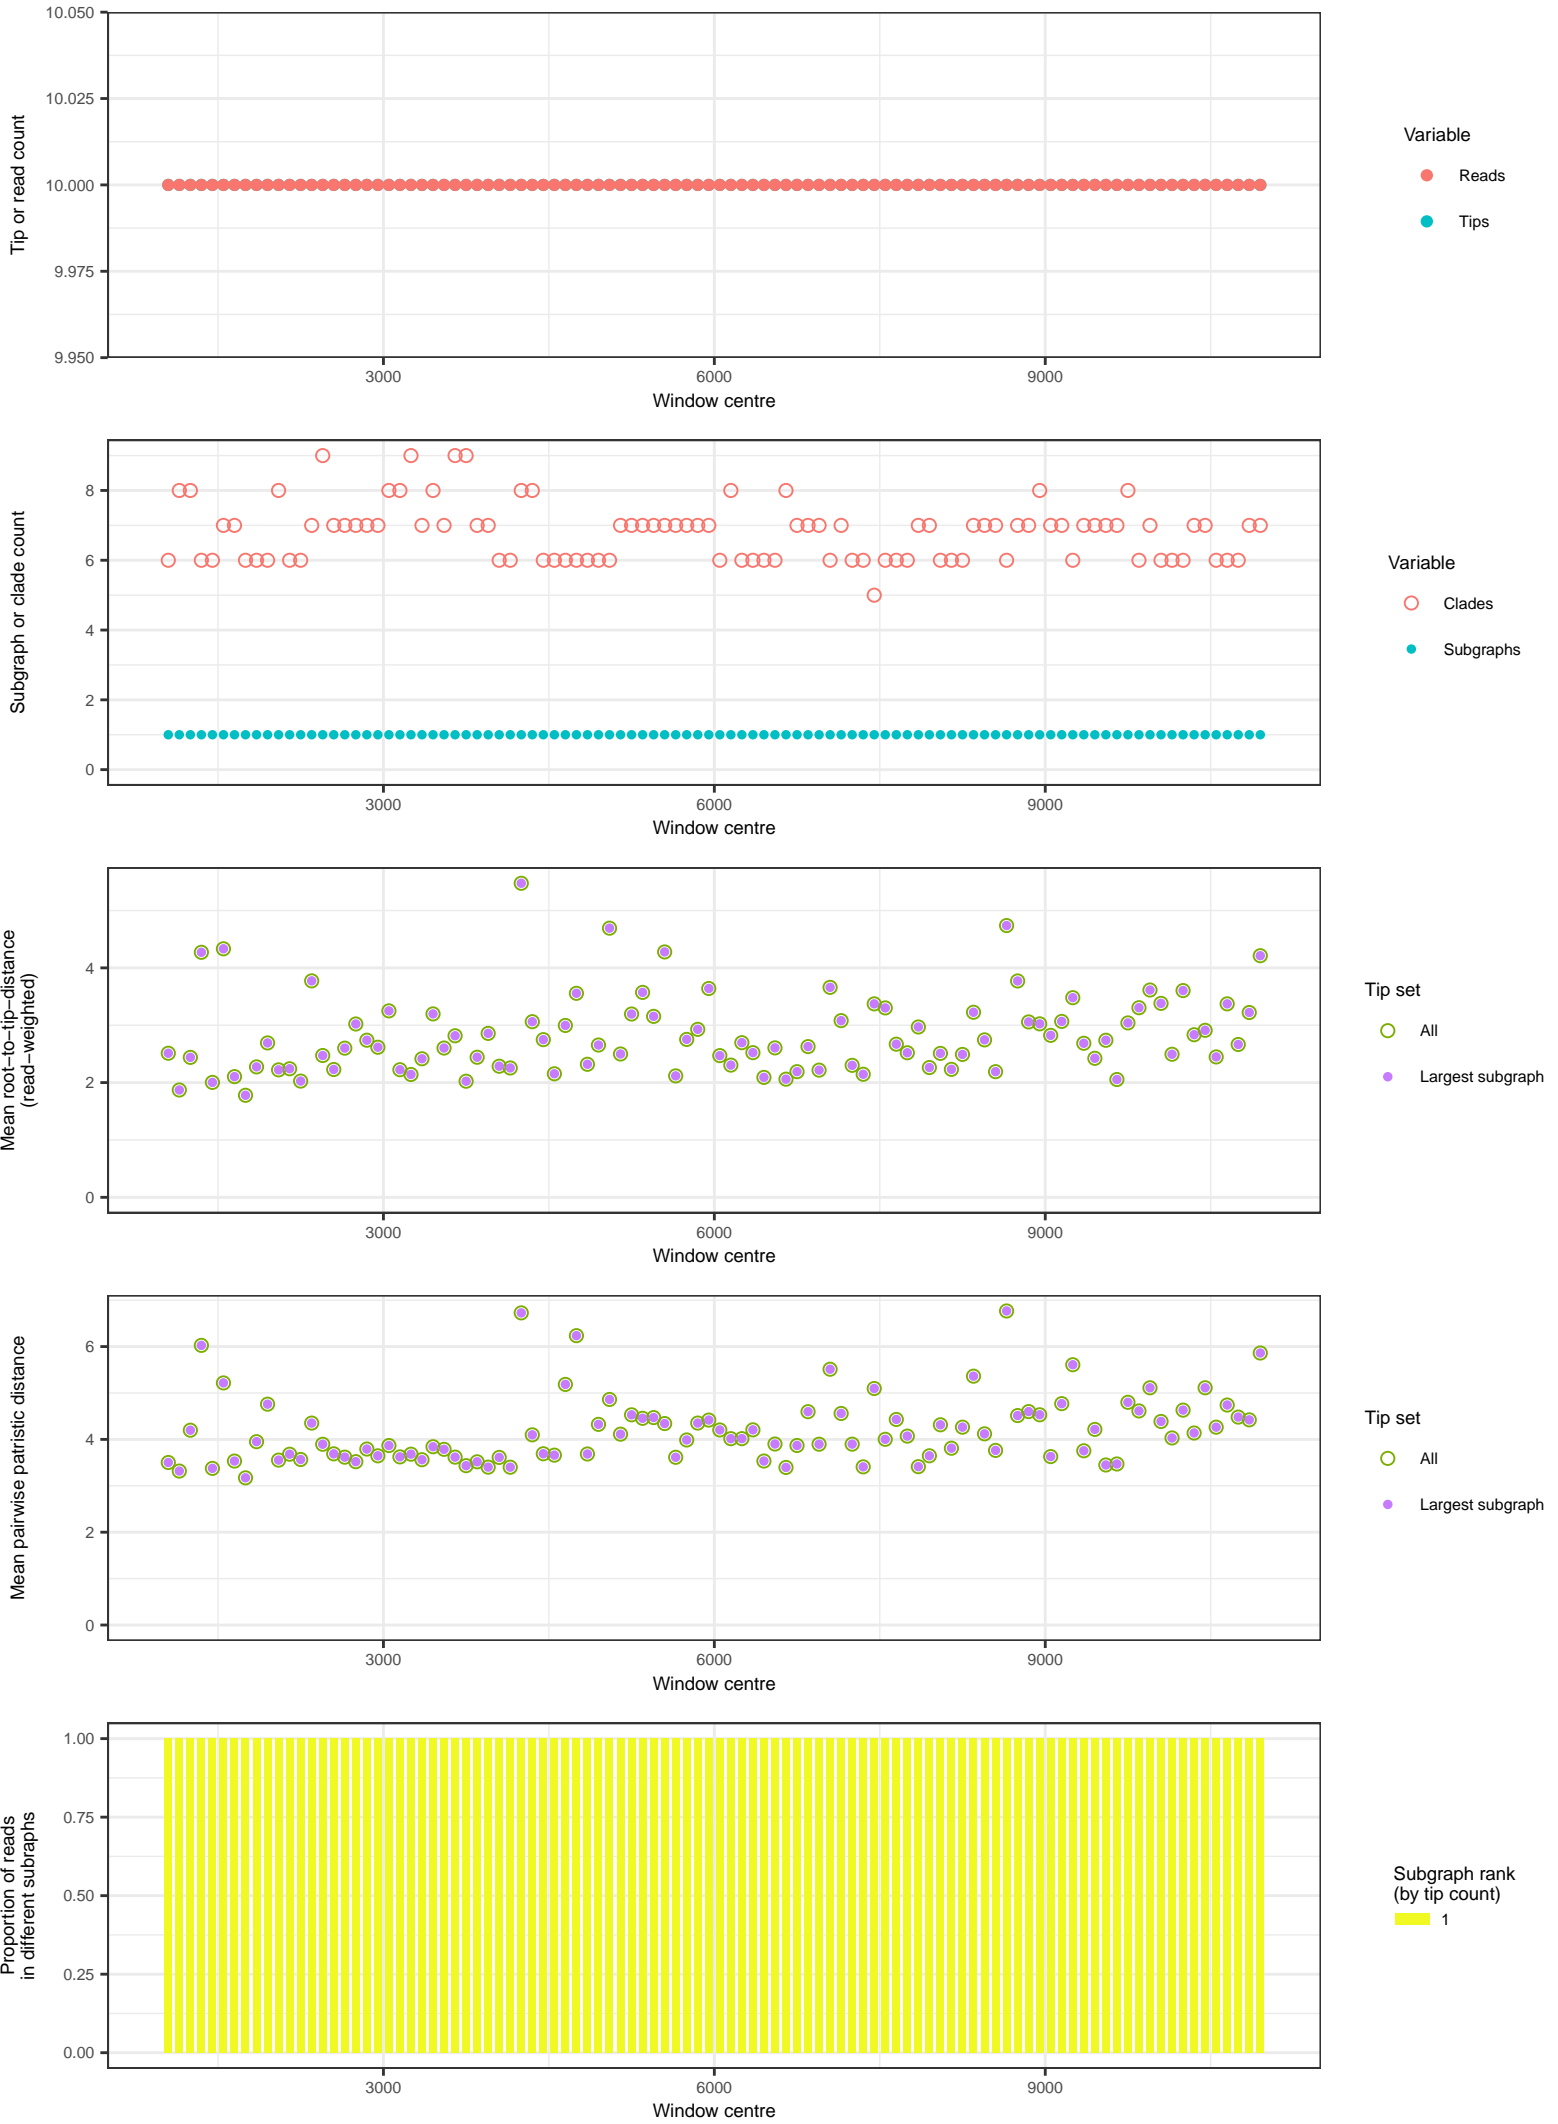 10.050
10.025
10.000
9.975
9.950
Tip or read count
3000
6000
9000
Window centre
Variable
Reads
Tips
8
6
4
2
0
Subgraph or clade count
3000
6000
9000
Window centre
Variable
Clades
Subgraphs
4
2
0
Mean root−to−tip−distance
(read−weighted)
3000
6000
9000
Window centre
Tip set
All
Largest subgraph
6
4
2
0
Mean pairwise patristic distance
3000
6000
9000
Window centre
Tip set
All
Largest subgraph
1.00
0.75
0.50
0.25
0.00
Proportion of reads
in different subraphs
3000
6000
9000
Window centre
Subgraph rank
(by tip count)
1